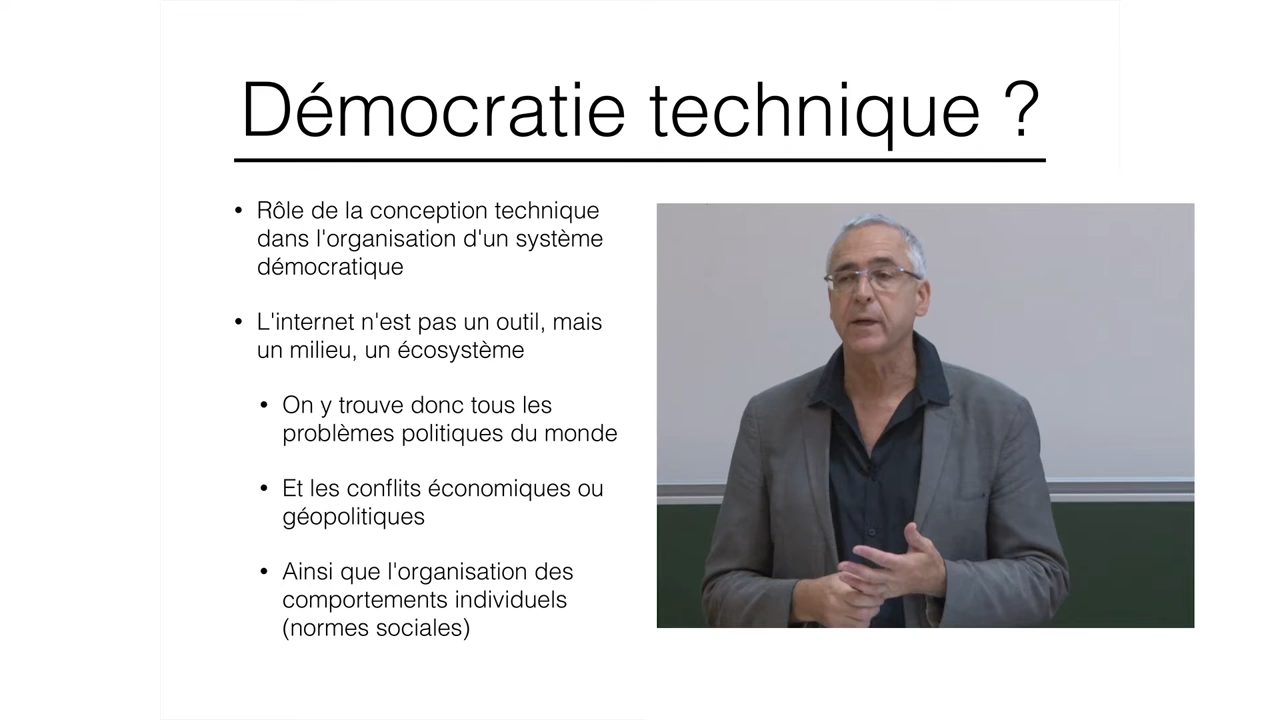 Démocratie technique ?
• Rôle de la conception technique
dans l'organisation d'un système
démocratique
• L'internet n'est pas un outil, mais
un milieu, un écosystème
• On y trouve donc tous les
problèmes politiques du monde
• Et les conflits économiques ou
géopolitiques
• Ainsi que l'organisation des
comportements individuels
(normes sociales)